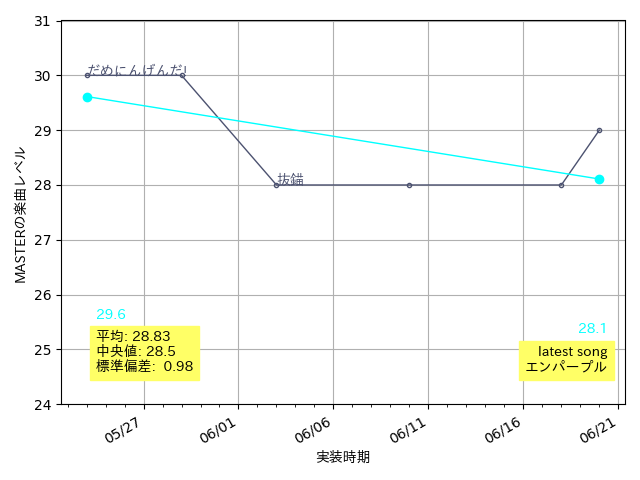 31
30
29
28
27
26
25
24
MASTERの楽曲レベル
だめにんげんだ!
抜錨
29.6
平均: 28.83
中央値: 28.5
標準偏差: 0.98
28.1
latest song
エンパープル
05/27
06/01
06/06
06/11
06/16
06/21
実装時期